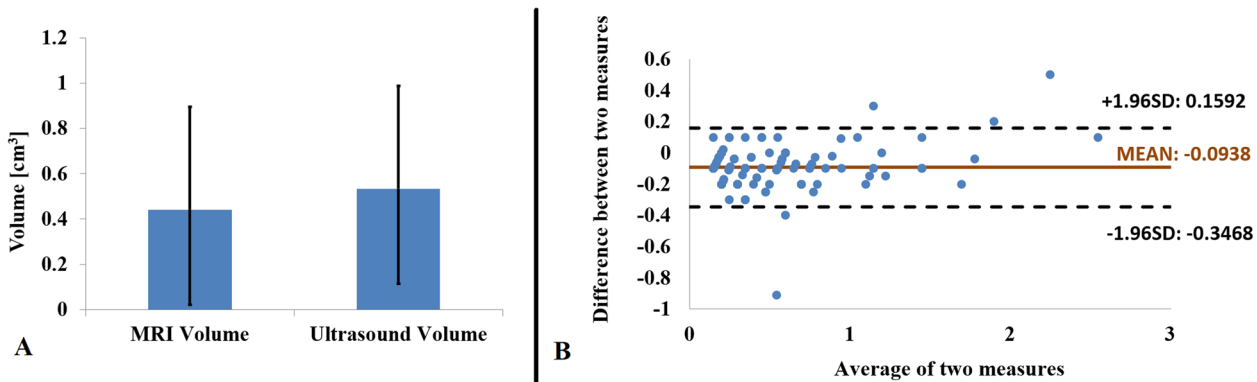 1.2
1
0.8
0.6
0.4
0.2
0
Volume [cm³]
MRI Volume
Ultrasound Volume
A
0.6
0.4
0.2
0
-0.2
-0.4
-0.6
-0.8
-1
Difference between two measures
+1.96SD: 0.1592
MEAN: -0.0938
-1.96SD: -0.3468
0
1
2
3
Average of two measures
B